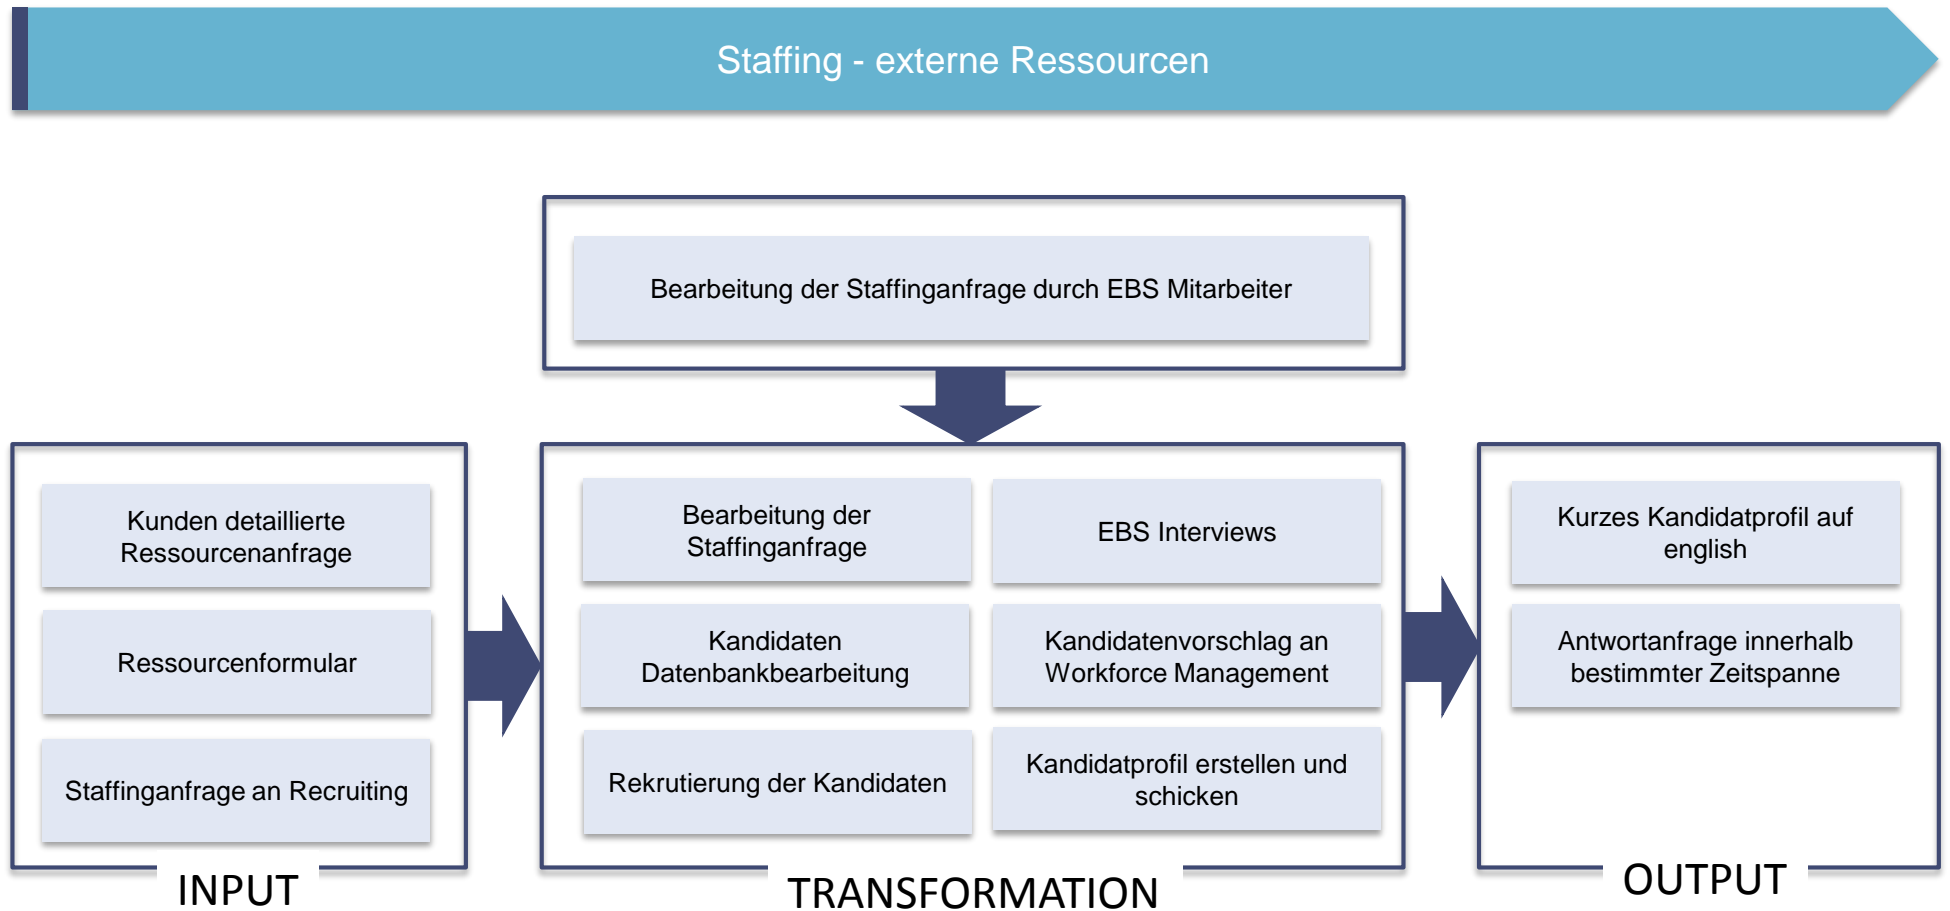 Staffing - externe Ressourcen
Bearbeitung der Staffinganfrage durch EBS Mitarbeiter
Kunden detaillierte
Ressourcenanfrage
Ressourcenformular
Staffinganfrage an Recruiting
INPUT
Bearbeitung der
Staffinganfrage
Kandidaten
Datenbankbearbeitung
Rekrutierung der Kandidaten
EBS Interviews
Kandidatenvorschlag an
Workforce Management
Kandidatprofil erstellen und
schicken
TRANSFORMATION
Kurzes Kandidatprofil auf
english
Antwortanfrage innerhalb
bestimmter Zeitspanne
OUTPUT